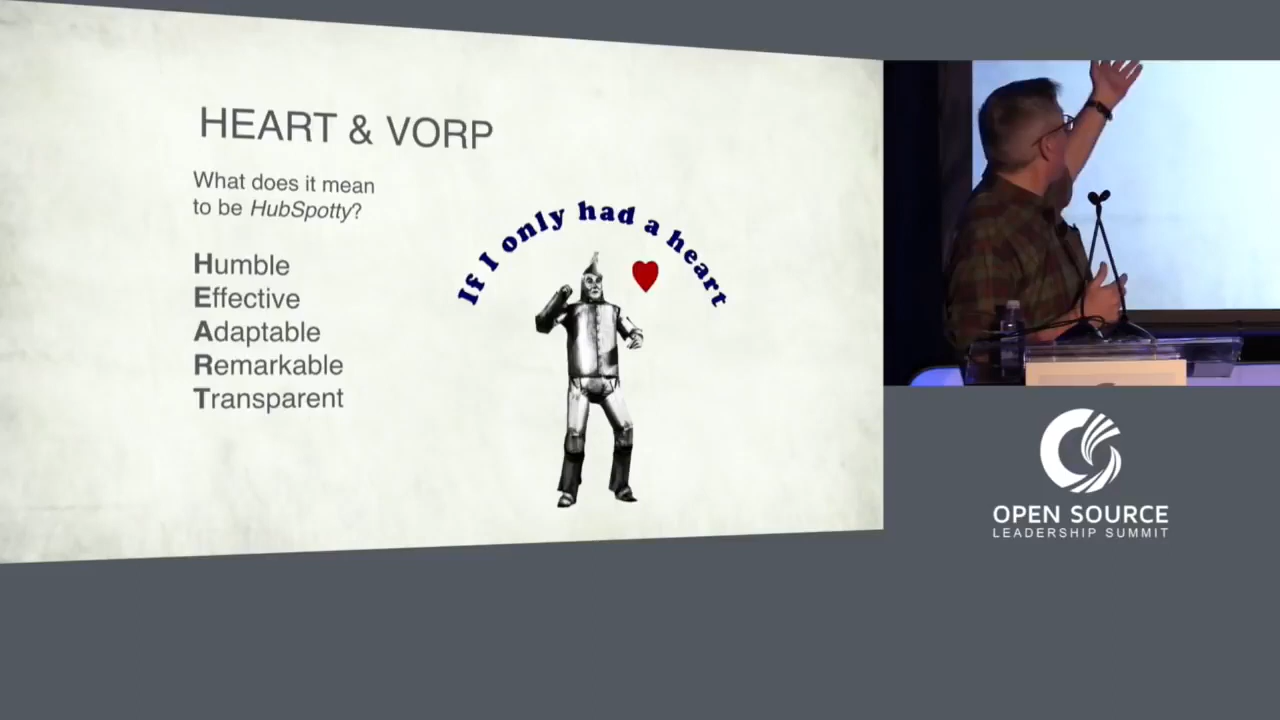 HEART & VORP
What does it mean
to be HubSpotty?
Humble
Effective
Adaptable
Remarkable
Transparent
If I only had a heart
OPEN SOURCE
LEADERSHIP SUMMIT